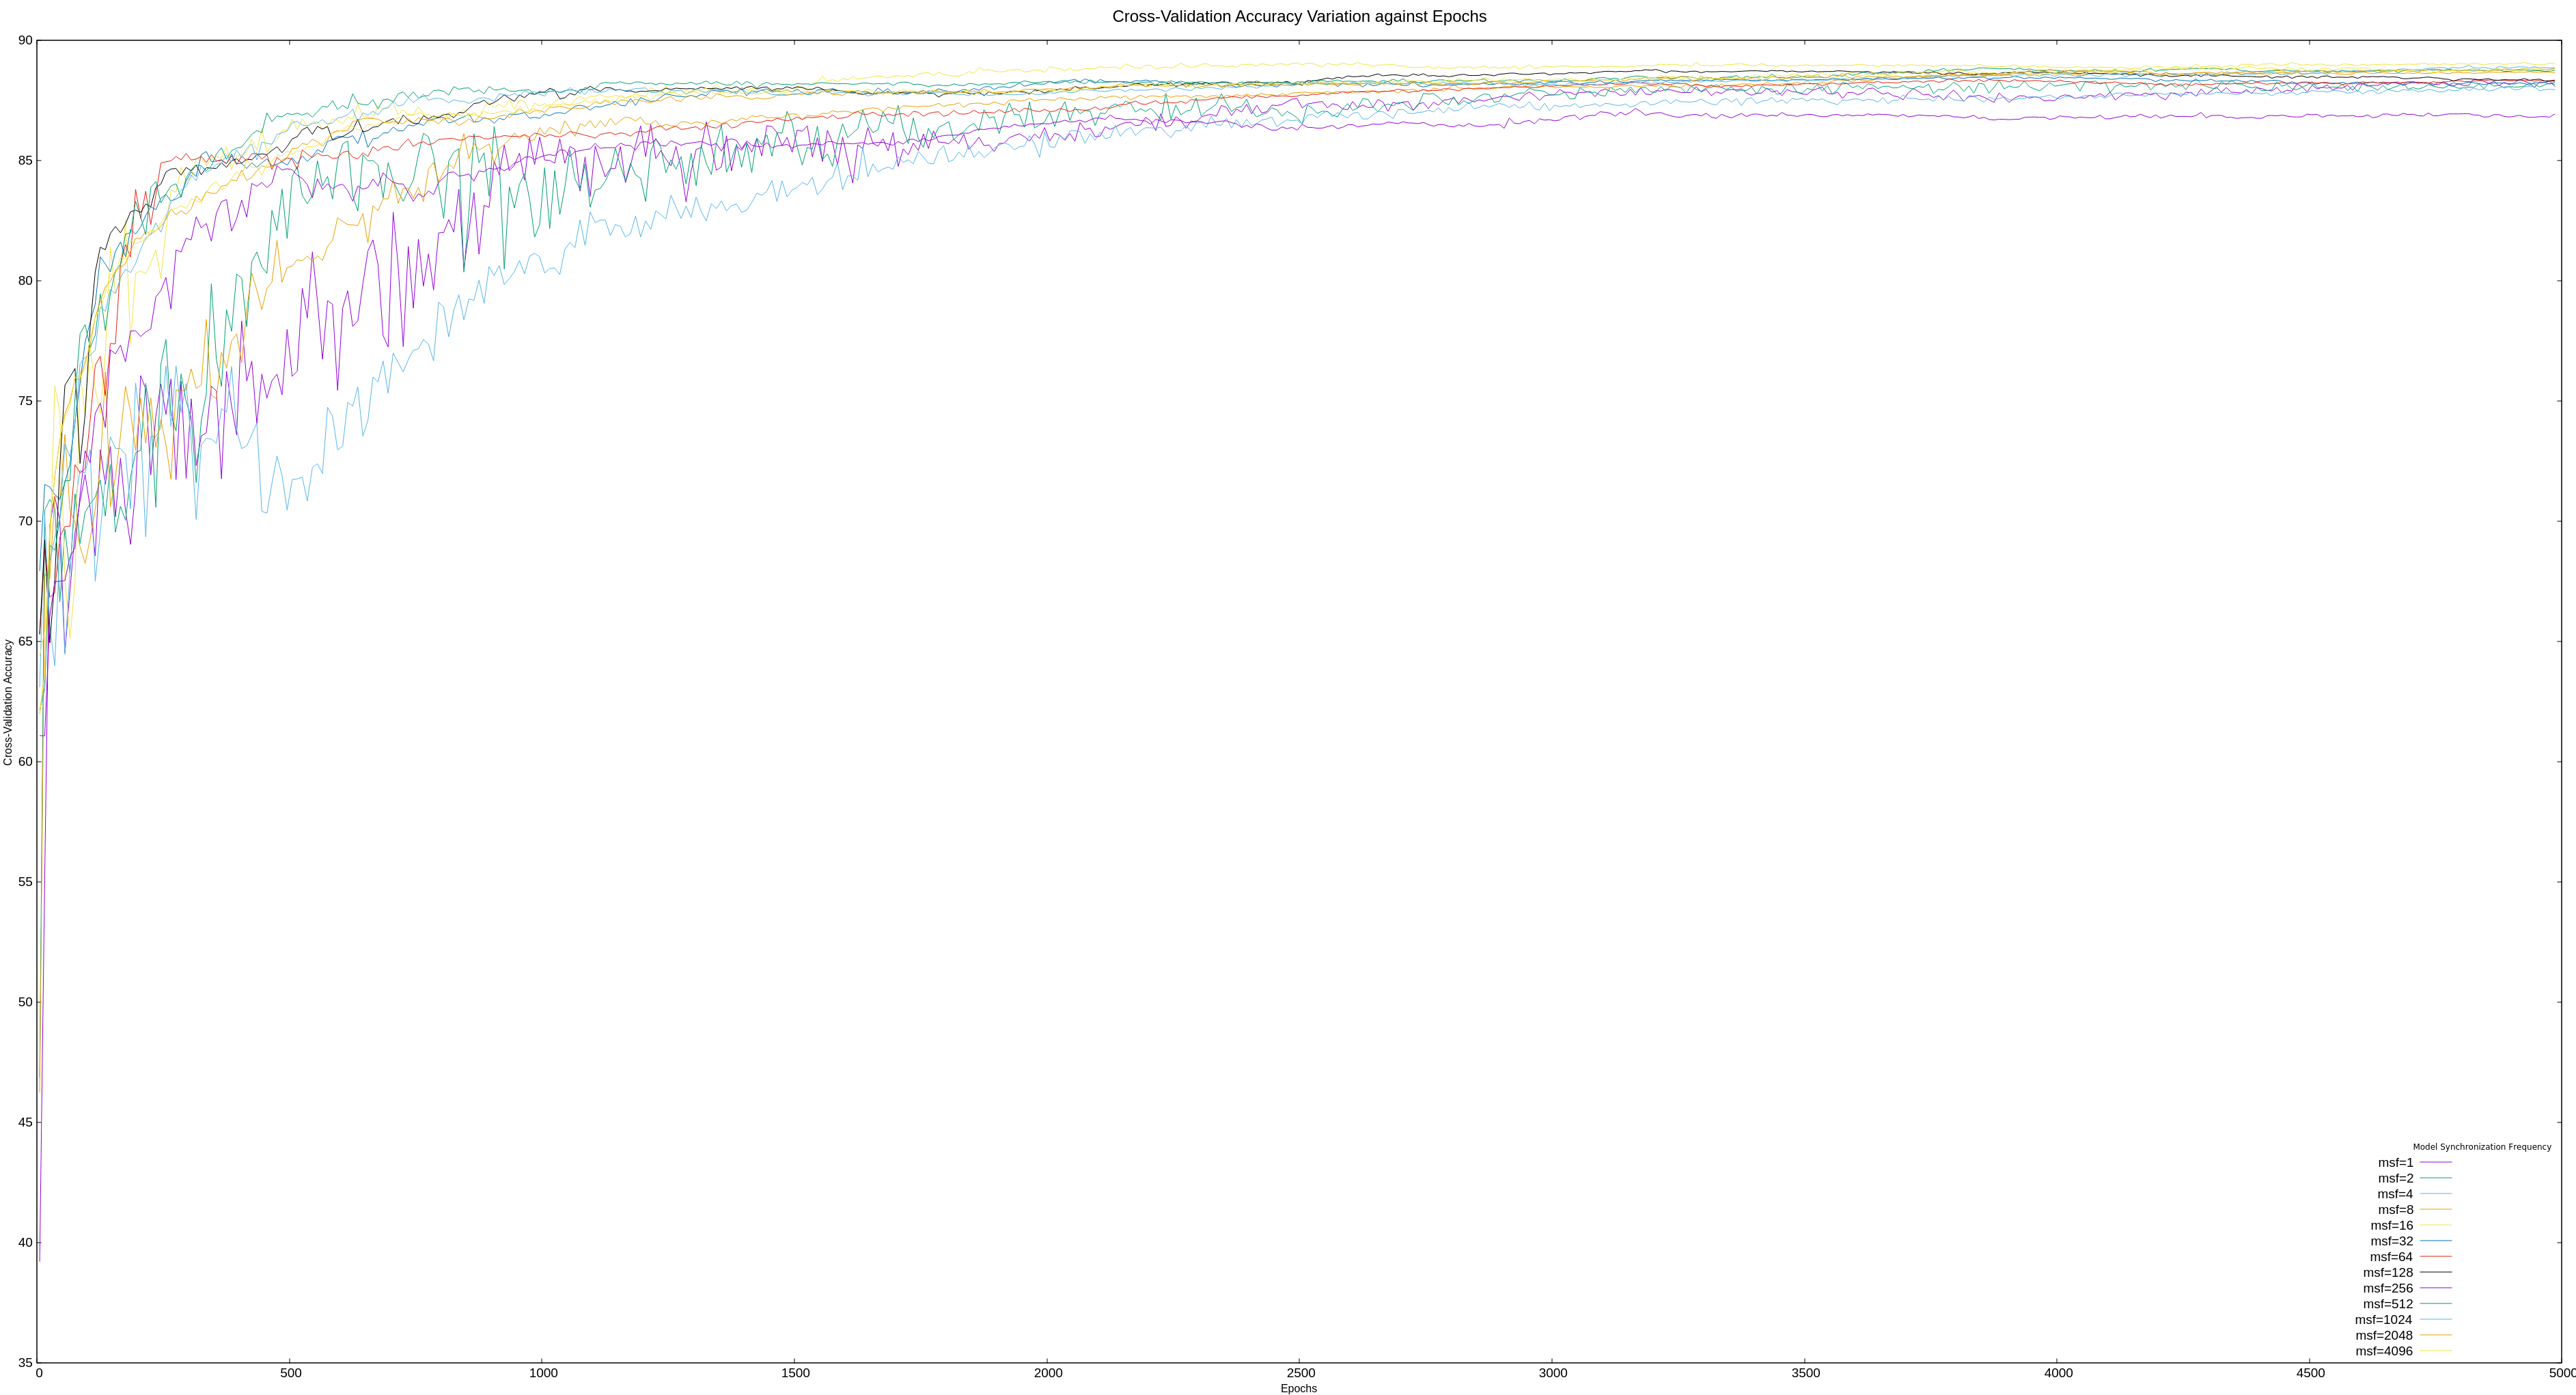 Cross-Validation Accuracy Variation against Epochs
90
85
80
75
70
65
60
55
50
45
40
35
Cross-Validation Accuracy
Model Synchronization Frequency
msf=1
msf=2
msf=4
msf=8
msf=16
msf=32
msf=64
msf=128
msf=256
msf=512
msf=1024
msf=2048
msf=4096
0 500 1000 1500 2000 2500 3000 3500 4000 4500 5000
Epochs